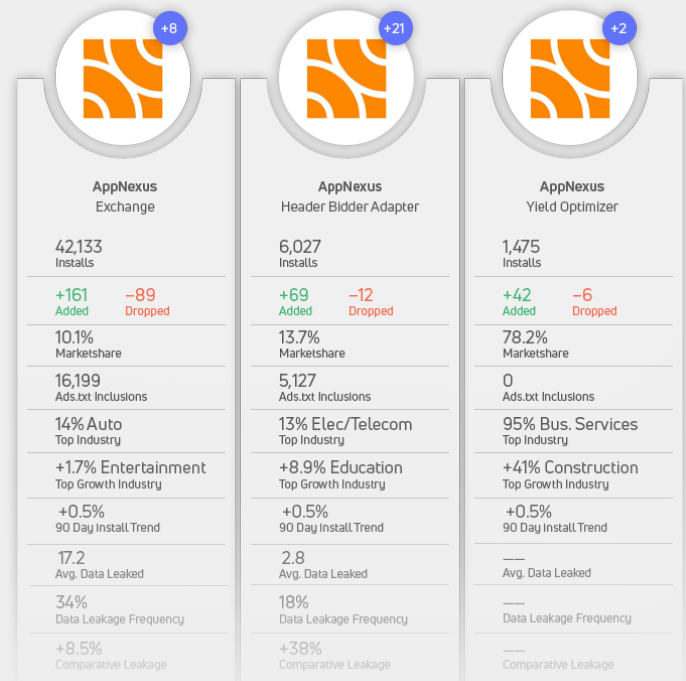 +8
AppNexus
Exchange
42,133
Installs
+161 −89
Added Dropped
10.1%
Marketshare
16,199
Ads.txt Inclusions
14% Auto
Top Industry
+1.7% Entertainment
Top Growth Industry
+0.5%
90 Day Install Trend
17.2
Avg. Data Leaked
34%
Data Leakage Frequency
+8.5%
Comparative Leakage
+21
AppNexus
Header Bidder Adapter
6,027
Installs
+69 −12
Added Dropped
13.7%
Marketshare
5,127
Ads.txt Inclusions
13% Elec/Telecom
Top Industry
+8.9% Education
Top Growth Industry
+0.5%
90 Day Install Trend
2.8
Avg. Data Leaked
18%
Data Leakage Frequency
+38%
Comparative Leakage
+2
AppNexus
Yield Optimizer
1,475
Installs
+42 −6
Added Dropped
78.2%
Marketshare
0
Ads.txt Inclusions
95% Bus. Services
Top Industry
+41% Construction
Top Growth Industry
+0.5%
90 Day Install Trend
——
Avg. Data Leaked
——
Data Leakage Frequency
——
Comparative Leakage